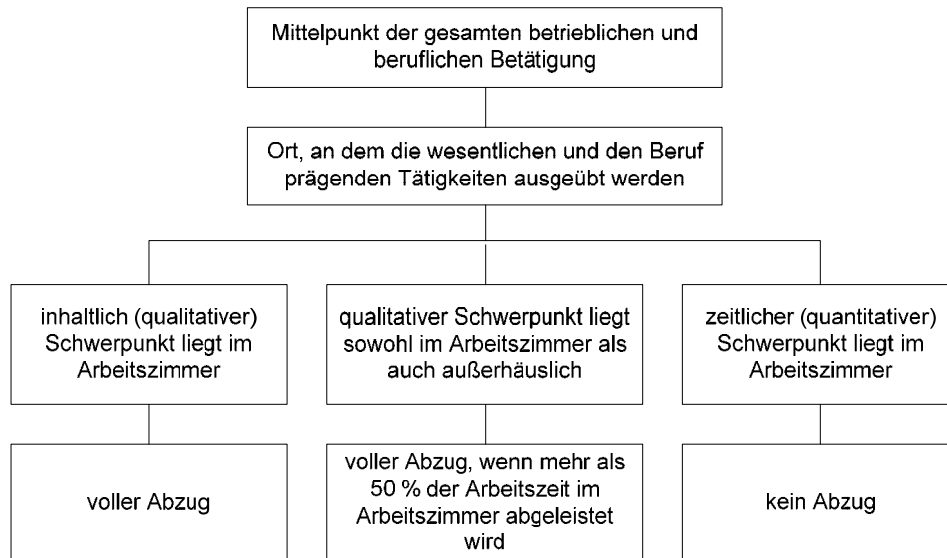 Mittelpunkt der gesamten betrieblichen und
beruflichen Betätigung
Ort, an dem die wesentlichen und den Beruf
prägenden Tätigkeiten ausgeübt werden
inhaltlich (qualitativer)
Schwerpunkt liegt im
Arbeitszimmer
qualitativer Schwerpunkt liegt
sowohl im Arbeitszimmer als
auch außerhäuslich
zeitlicher (quantitativer)
Schwerpunkt liegt im
Arbeitszimmer
voller Abzug
voller Abzug, wenn mehr als
50 % der Arbeitszeit im
Arbeitszimmer abgeleistet
wird
kein Abzug